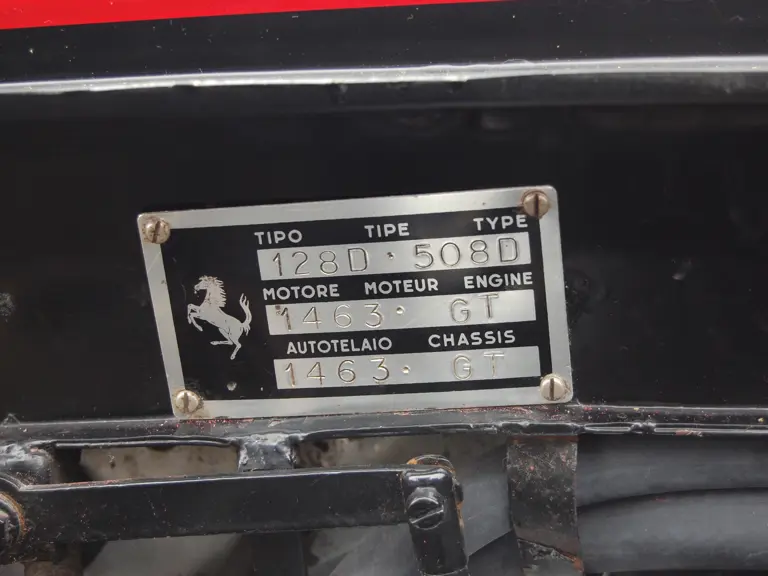 TIPO TIPE TYPE
128D · 508D
MOTORE MOTEUR ENGINE
1463 · GT
AUTOTELAIO CHASSIS
1463 · GT